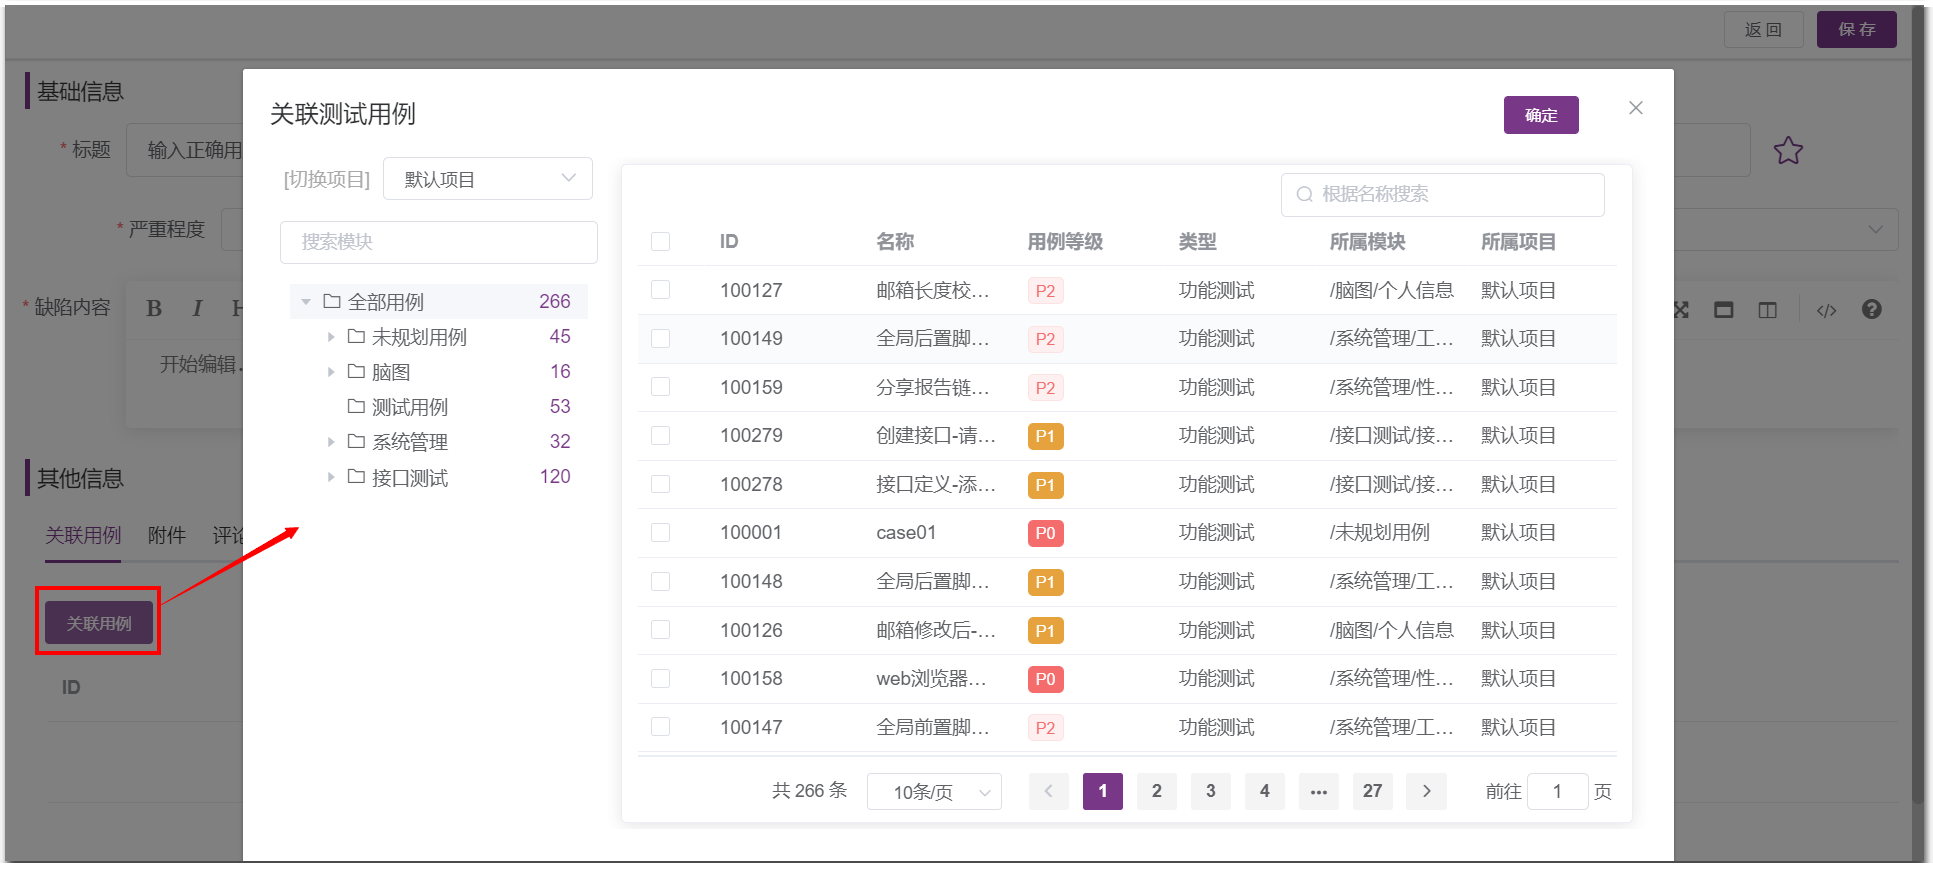 返 回
保 存
基础信息
* 标题
输入正确用
* 严重程度
* 缺陷内容
B I H
开始编辑.
其他信息
关联用例 附件 评论
关联用例
ID
关联测试用例
确定
[切换项目]
默认项目
搜索模块
全部用例 266
未规划用例 45
脑图 16
测试用例 53
系统管理 32
接口测试 120
根据名称搜索
ID 名称 用例等级 类型 所属模块 所属项目
100127 邮箱长度校... P2 功能测试 /脑图/个人信息 默认项目
100149 全局后置脚... P2 功能测试 /系统管理/工... 默认项目
100159 分享报告链... P2 功能测试 /系统管理/性... 默认项目
100279 创建接口-请... P1 功能测试 /接口测试/接... 默认项目
100278 接口定义-添... P1 功能测试 /接口测试/接... 默认项目
100001 case01 P0 功能测试 /未规划用例 默认项目
100148 全局后置脚... P1 功能测试 /系统管理/工... 默认项目
100126 邮箱修改后-... P1 功能测试 /脑图/个人信息 默认项目
100158 web浏览器... P0 功能测试 /系统管理/性... 默认项目
100147 全局前置脚... P2 功能测试 /系统管理/工... 默认项目
共 266 条 10条/页 1 2 3 4 ... 27 前往 1 页